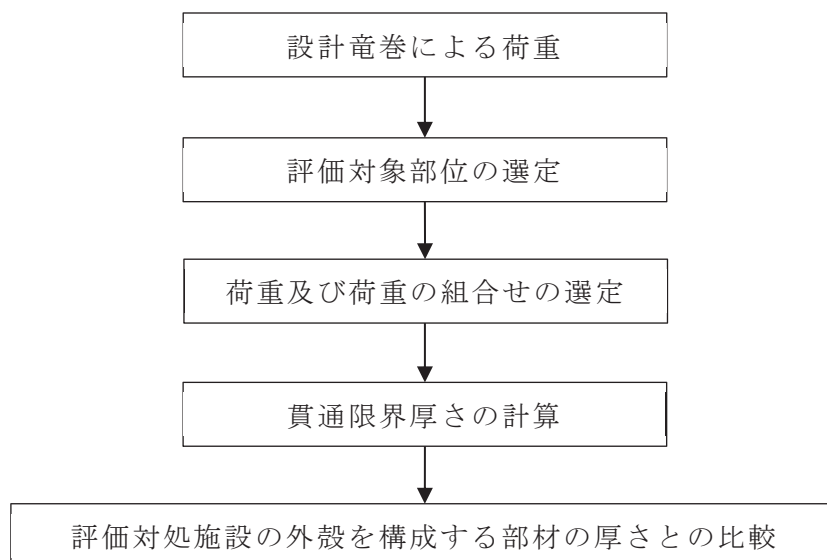 設計竜巻による荷重
評価対象部位の選定
荷重及び荷重の組合せの選定
貫通限界厚さの計算
評価対処施設の外殻を構成する部材の厚さとの比較